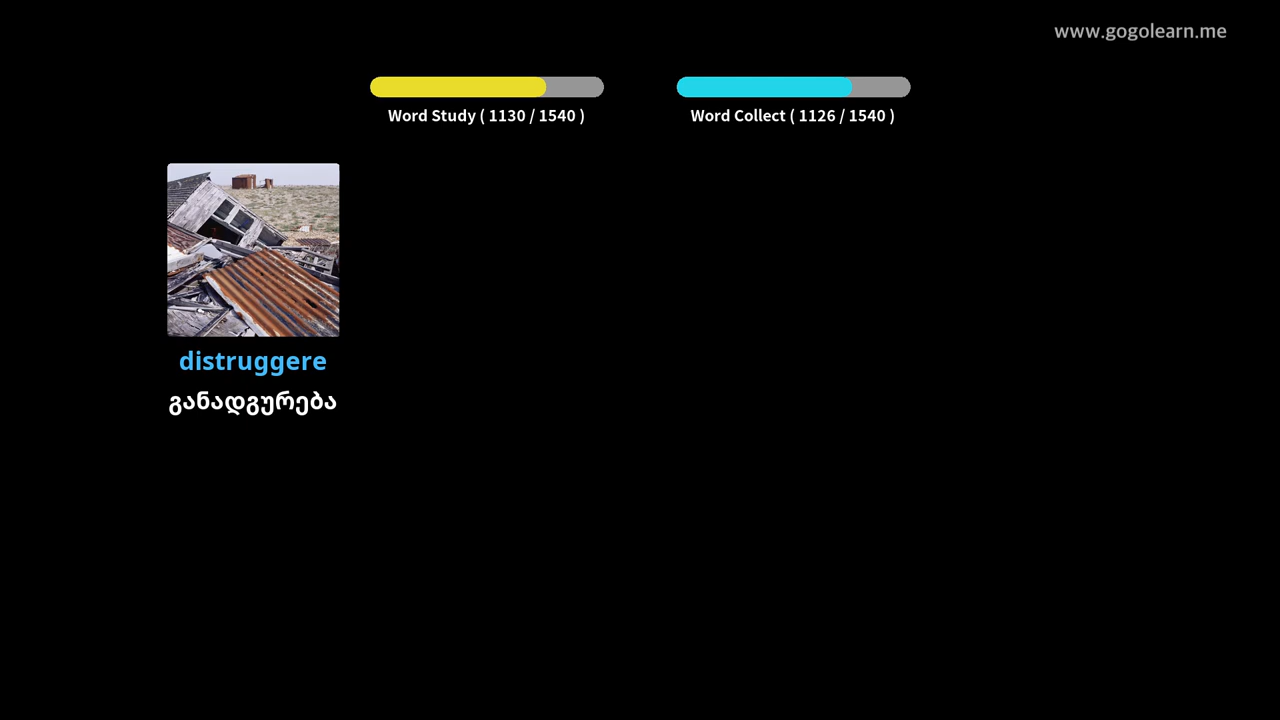 www.gogolearn.me
Word Study ( 1130 / 1540 )
Word Collect ( 1126 / 1540 )
distruggere
განადგურება